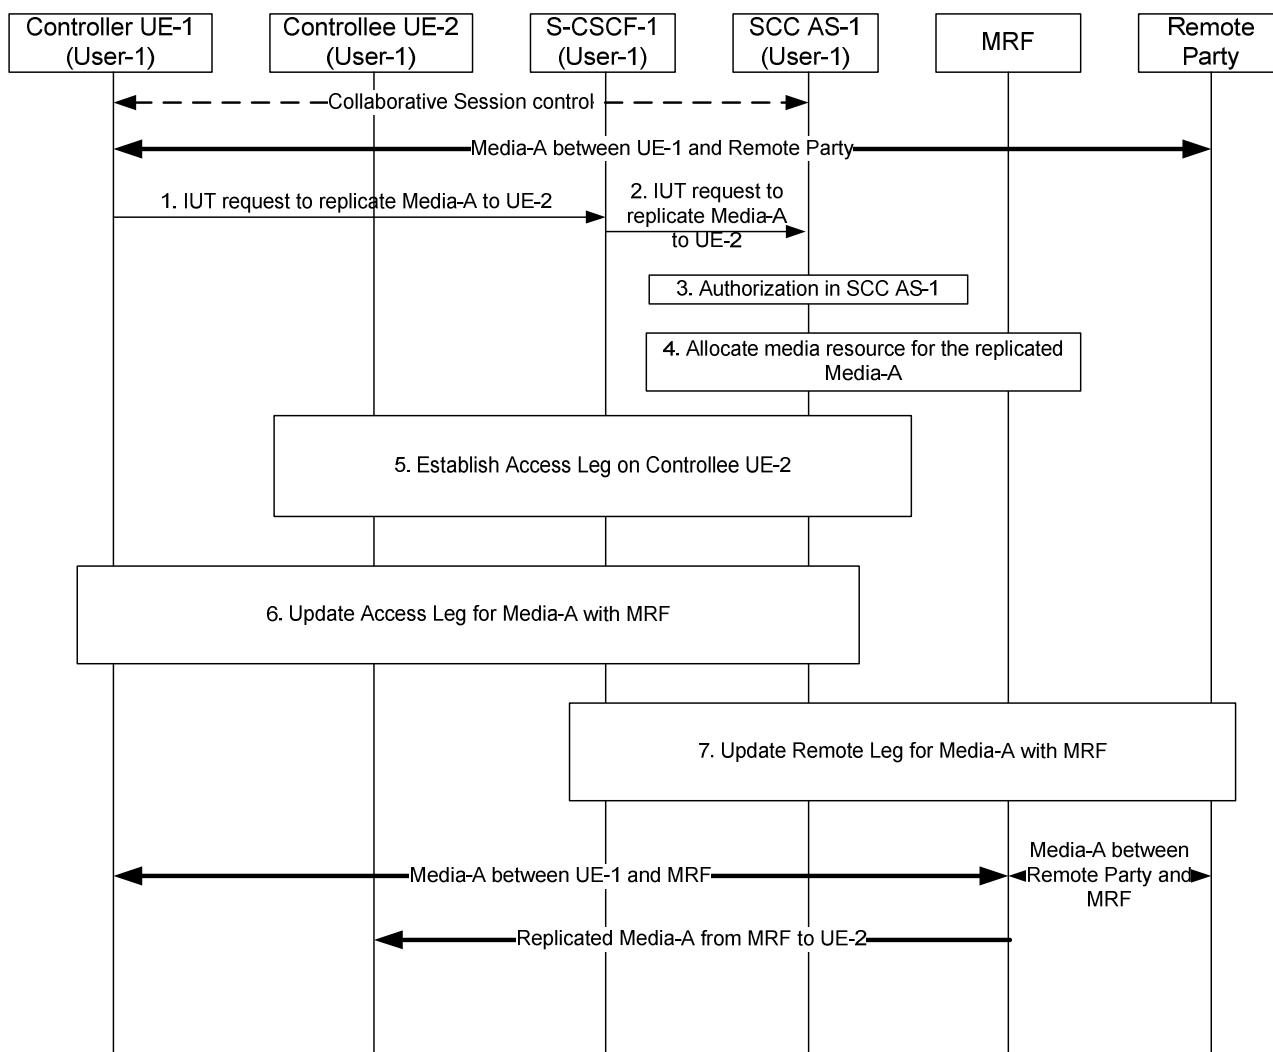 Controller UE-1
(User-1)
Controllee UE-2
(User-1)
S-CSCF-1
(User-1)
SCC AS-1
(User-1)
MRF
Remote
Party
Collaborative Session control
Media-A between UE-1 and Remote Party
1. IUT request to replicate Media-A to UE-2
2. IUT request to
replicate Media-A
to UE-2
3. Authorization in SCC AS-1
4. Allocate media resource for the replicated
Media-A
5. Establish Access Leg on Controllee UE-2
6. Update Access Leg for Media-A with MRF
7. Update Remote Leg for Media-A with MRF
Media-A between UE-1 and MRF
Media-A between
Remote Party and
MRF
Replicated Media-A from MRF to UE-2